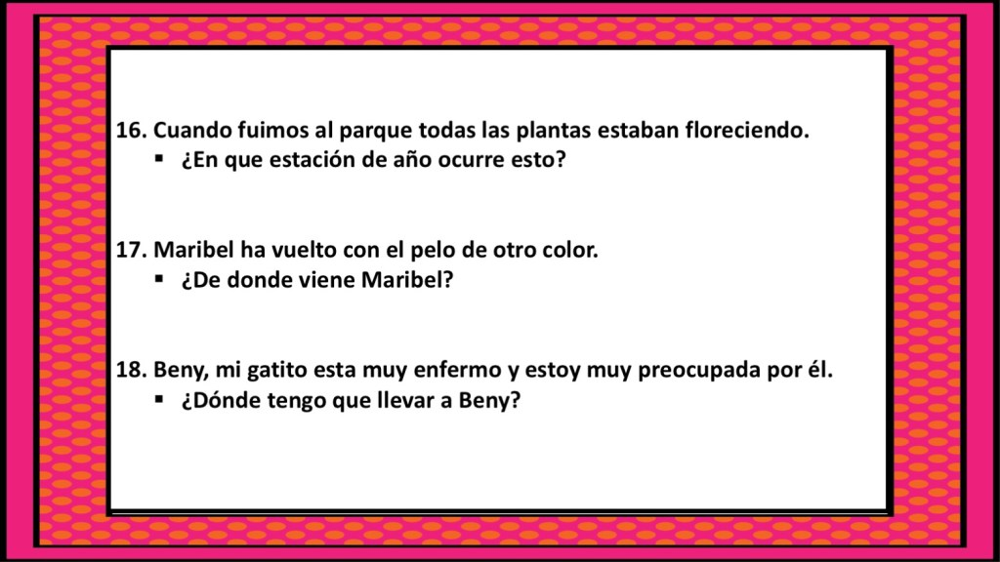 16. Cuando fuimos al parque todas las plantas estaban floreciendo.
▪ ¿En que estación de año ocurre esto?
17. Maribel ha vuelto con el pelo de otro color.
▪ ¿De donde viene Maribel?
18. Beny, mi gatito esta muy enfermo y estoy muy preocupada por él.
▪ ¿Dónde tengo que llevar a Beny?